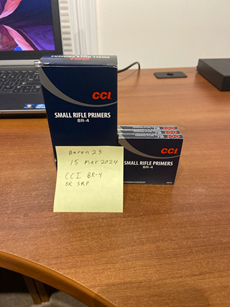 CCI
SMALL RIFLE PRIMERS
BR-4
CCI
SMALL RIFLE PRIMERS
BR-4
15 Mar 2024
CCI BR-4